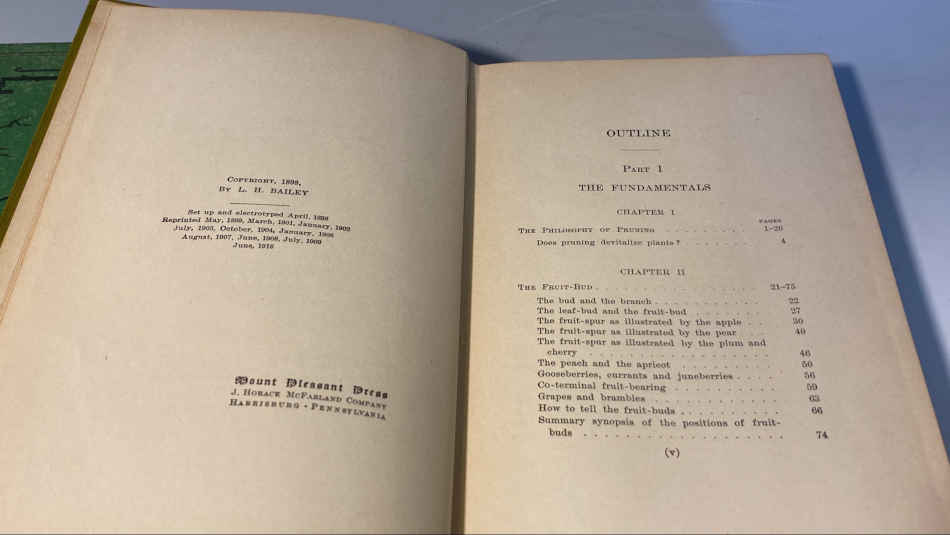 COPYRIGHT, 1898,
BY L. H. BAILEY
Set up and electrotyped April, 1898
Reprinted May, 1899, March, 1901, January, 1903
July, 1903, October, 1904, January, 1906
August, 1907, June, 1908, July, 1909
June, 1916
Mount Pleasant Press
J. HORACE MCFARLAND COMPANY
HARRISBURG · PENNSYLVANIA
OUTLINE
PART I
THE FUNDAMENTALS
CHAPTER I
PAGES
THE PHILOSOPHY OF PRUNING . . . . . . . . . . 1–20
Does pruning devitalize plants? . . . . . . . . 4
CHAPTER II
THE FRUIT-BUD . . . . . . . . . . . . . . . . 21–75
The bud and the branch . . . . . . . . . . . 22
The leaf-bud and the fruit-bud . . . . . . . 27
The fruit-spur as illustrated by the apple . . 30
The fruit-spur as illustrated by the pear . . 40
The fruit-spur as illustrated by the plum and
cherry . . . . . . . . . . . . . . . . . . 46
The peach and the apricot . . . . . . . . . 50
Gooseberries, currants and juneberries . . . . 56
Co-terminal fruit-bearing . . . . . . . . . . 59
Grapes and brambles . . . . . . . . . . . . 63
How to tell the fruit-buds . . . . . . . . . 66
Summary synopsis of the positions of fruit-
buds . . . . . . . . . . . . . . . . . . . 74
(v)